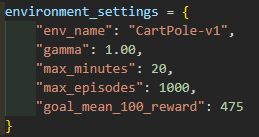 environment_settings = {
    "env_name": "CartPole-v1",
    "gamma": 1.00,
    "max_minutes": 20,
    "max_episodes": 1000,
    "goal_mean_100_reward": 475
}